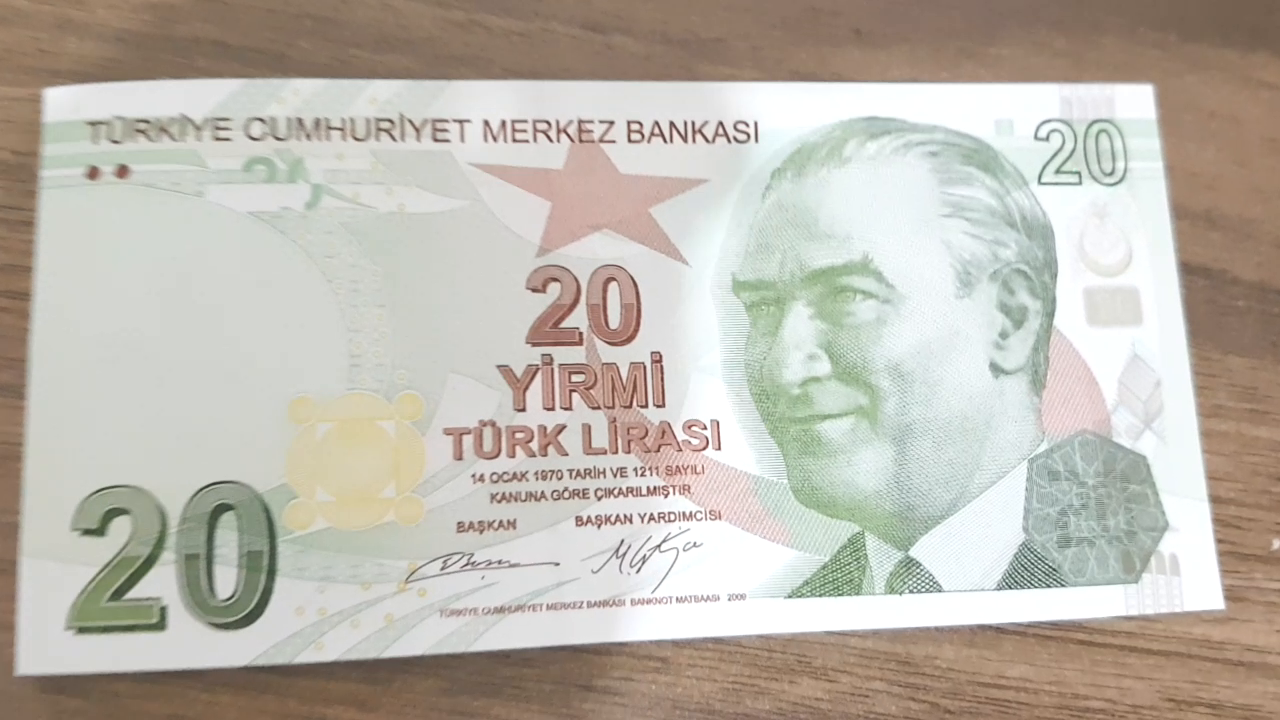 TÜRKİYE CUMHURİYET MERKEZ BANKASI
20
20
YİRMİ
TÜRK LİRASI
14 OCAK 1970 TARİH VE 1211 SAYILI
KANUNA GÖRE ÇIKARILMIŞTIR
BAŞKAN BAŞKAN YARDIMCISI
20
TÜRKİYE CUMHURİYET MERKEZ BANKASI BANKNOT MATBAASI 2009